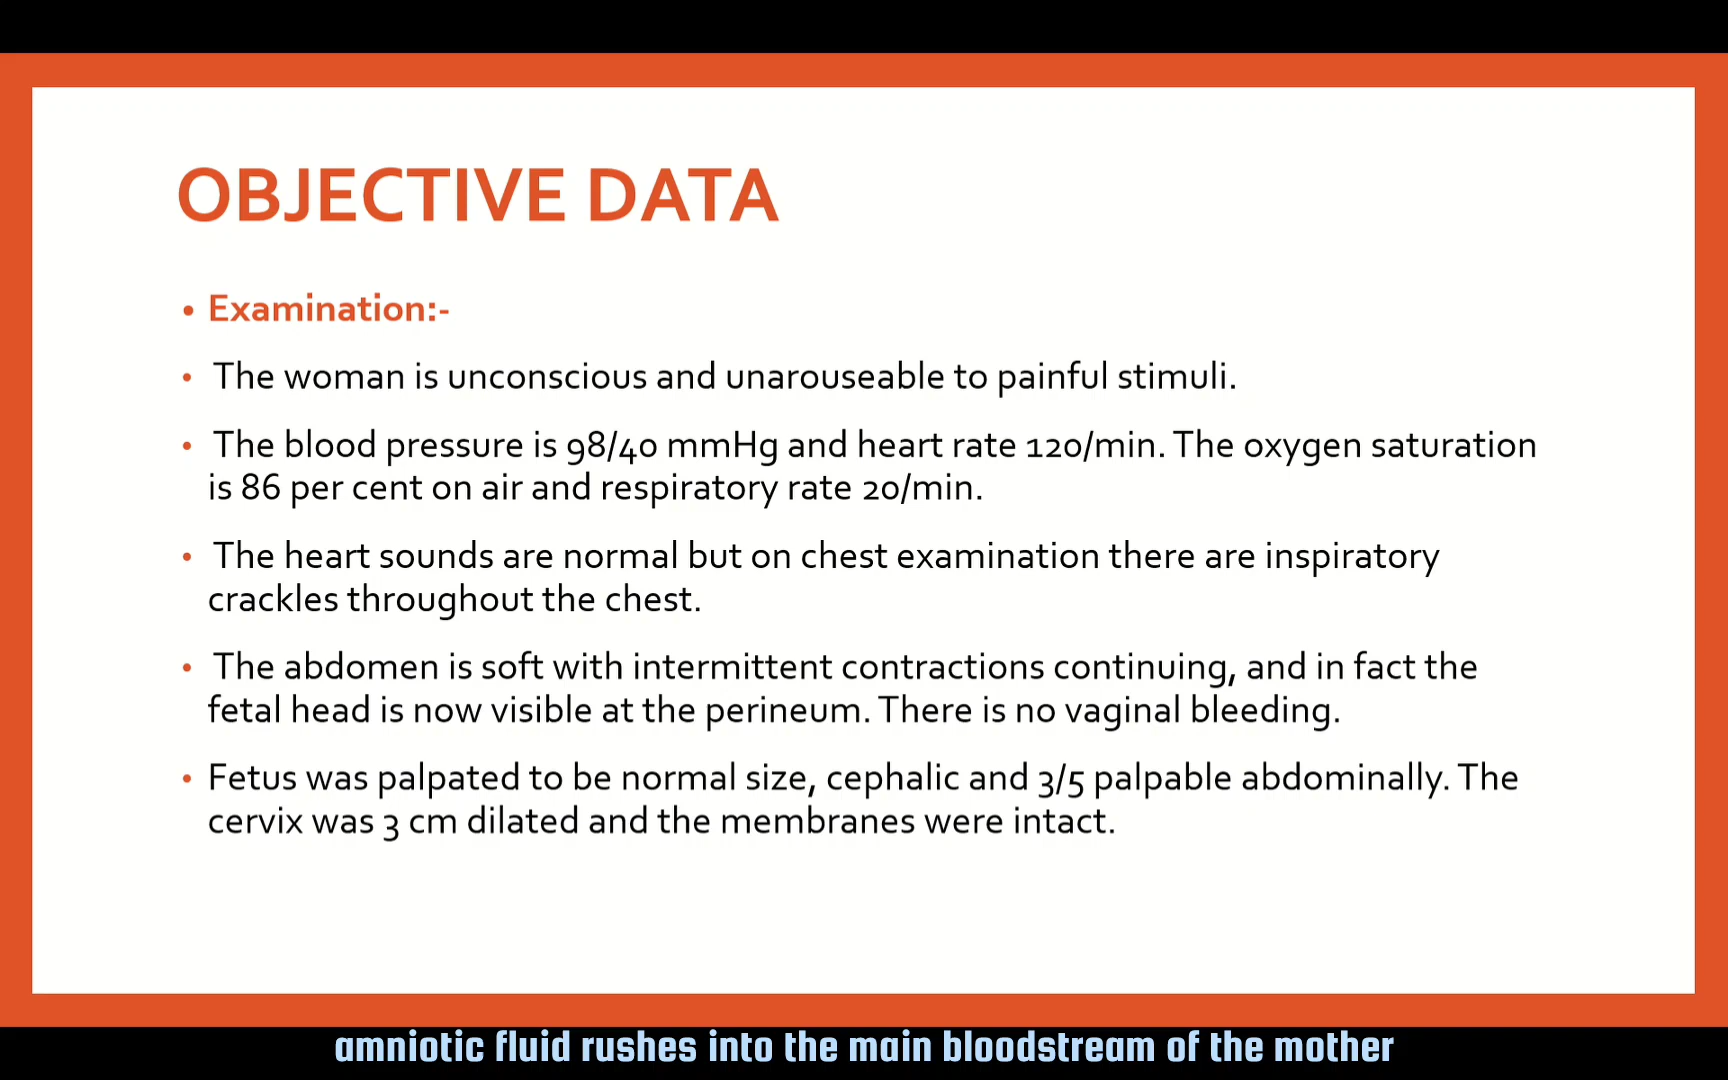 OBJECTIVE DATA
• Examination:-
• The woman is unconscious and unarouseable to painful stimuli.
• The blood pressure is 98/40 mmHg and heart rate 120/min. The oxygen saturation
is 86 per cent on air and respiratory rate 20/min.
• The heart sounds are normal but on chest examination there are inspiratory
crackles throughout the chest.
• The abdomen is soft with intermittent contractions continuing, and in fact the
fetal head is now visible at the perineum. There is no vaginal bleeding.
• Fetus was palpated to be normal size, cephalic and 3/5 palpable abdominally. The
cervix was 3 cm dilated and the membranes were intact.
amniotic fluid rushes into the main bloodstream of the mother